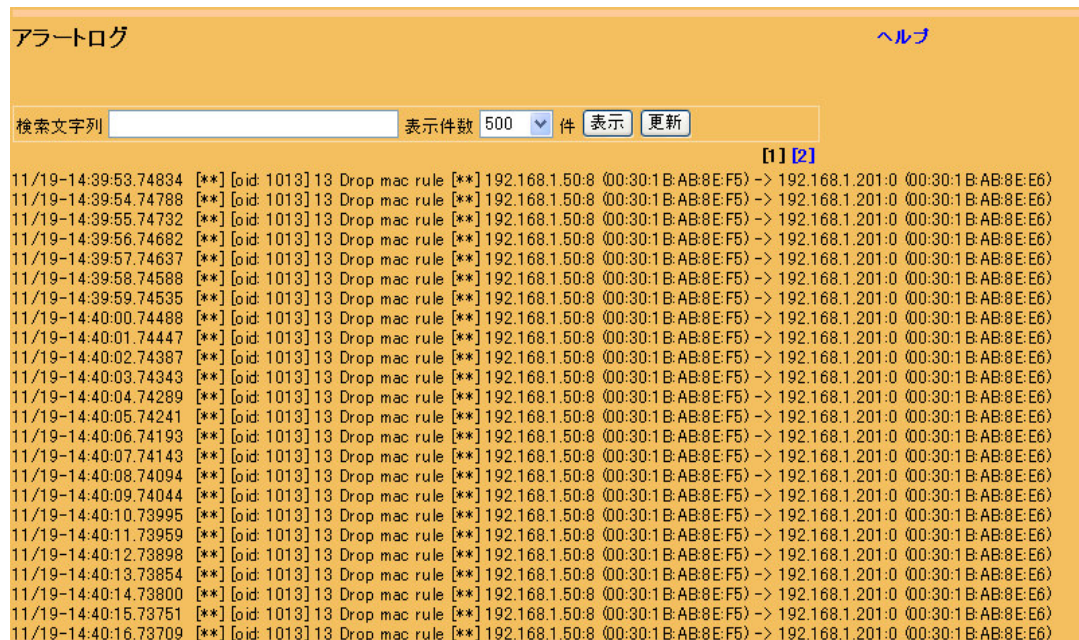 アラートログ ヘルプ
検索文字列 表示件数 500 件 表示 更新
[1] [2]
11/19-14:39:53.74834 [**] [oid: 1013] 13 Drop mac rule [**] 192.168.1.50:8 (00:30:1B:AB:8E:F5) -> 192.168.1.201:0 (00:30:1B:AB:8E:E6)
11/19-14:39:54.74788 [**] [oid: 1013] 13 Drop mac rule [**] 192.168.1.50:8 (00:30:1B:AB:8E:F5) -> 192.168.1.201:0 (00:30:1B:AB:8E:E6)
11/19-14:39:55.74732 [**] [oid: 1013] 13 Drop mac rule [**] 192.168.1.50:8 (00:30:1B:AB:8E:F5) -> 192.168.1.201:0 (00:30:1B:AB:8E:E6)
11/19-14:39:56.74682 [**] [oid: 1013] 13 Drop mac rule [**] 192.168.1.50:8 (00:30:1B:AB:8E:F5) -> 192.168.1.201:0 (00:30:1B:AB:8E:E6)
11/19-14:39:57.74637 [**] [oid: 1013] 13 Drop mac rule [**] 192.168.1.50:8 (00:30:1B:AB:8E:F5) -> 192.168.1.201:0 (00:30:1B:AB:8E:E6)
11/19-14:39:58.74588 [**] [oid: 1013] 13 Drop mac rule [**] 192.168.1.50:8 (00:30:1B:AB:8E:F5) -> 192.168.1.201:0 (00:30:1B:AB:8E:E6)
11/19-14:39:59.74535 [**] [oid: 1013] 13 Drop mac rule [**] 192.168.1.50:8 (00:30:1B:AB:8E:F5) -> 192.168.1.201:0 (00:30:1B:AB:8E:E6)
11/19-14:40:00.74488 [**] [oid: 1013] 13 Drop mac rule [**] 192.168.1.50:8 (00:30:1B:AB:8E:F5) -> 192.168.1.201:0 (00:30:1B:AB:8E:E6)
11/19-14:40:01.74447 [**] [oid: 1013] 13 Drop mac rule [**] 192.168.1.50:8 (00:30:1B:AB:8E:F5) -> 192.168.1.201:0 (00:30:1B:AB:8E:E6)
11/19-14:40:02.74387 [**] [oid: 1013] 13 Drop mac rule [**] 192.168.1.50:8 (00:30:1B:AB:8E:F5) -> 192.168.1.201:0 (00:30:1B:AB:8E:E6)
11/19-14:40:03.74343 [**] [oid: 1013] 13 Drop mac rule [**] 192.168.1.50:8 (00:30:1B:AB:8E:F5) -> 192.168.1.201:0 (00:30:1B:AB:8E:E6)
11/19-14:40:04.74289 [**] [oid: 1013] 13 Drop mac rule [**] 192.168.1.50:8 (00:30:1B:AB:8E:F5) -> 192.168.1.201:0 (00:30:1B:AB:8E:E6)
11/19-14:40:05.74241 [**] [oid: 1013] 13 Drop mac rule [**] 192.168.1.50:8 (00:30:1B:AB:8E:F5) -> 192.168.1.201:0 (00:30:1B:AB:8E:E6)
11/19-14:40:06.74193 [**] [oid: 1013] 13 Drop mac rule [**] 192.168.1.50:8 (00:30:1B:AB:8E:F5) -> 192.168.1.201:0 (00:30:1B:AB:8E:E6)
11/19-14:40:07.74143 [**] [oid: 1013] 13 Drop mac rule [**] 192.168.1.50:8 (00:30:1B:AB:8E:F5) -> 192.168.1.201:0 (00:30:1B:AB:8E:E6)
11/19-14:40:08.74094 [**] [oid: 1013] 13 Drop mac rule [**] 192.168.1.50:8 (00:30:1B:AB:8E:F5) -> 192.168.1.201:0 (00:30:1B:AB:8E:E6)
11/19-14:40:09.74044 [**] [oid: 1013] 13 Drop mac rule [**] 192.168.1.50:8 (00:30:1B:AB:8E:F5) -> 192.168.1.201:0 (00:30:1B:AB:8E:E6)
11/19-14:40:10.73995 [**] [oid: 1013] 13 Drop mac rule [**] 192.168.1.50:8 (00:30:1B:AB:8E:F5) -> 192.168.1.201:0 (00:30:1B:AB:8E:E6)
11/19-14:40:11.73959 [**] [oid: 1013] 13 Drop mac rule [**] 192.168.1.50:8 (00:30:1B:AB:8E:F5) -> 192.168.1.201:0 (00:30:1B:AB:8E:E6)
11/19-14:40:12.73898 [**] [oid: 1013] 13 Drop mac rule [**] 192.168.1.50:8 (00:30:1B:AB:8E:F5) -> 192.168.1.201:0 (00:30:1B:AB:8E:E6)
11/19-14:40:13.73854 [**] [oid: 1013] 13 Drop mac rule [**] 192.168.1.50:8 (00:30:1B:AB:8E:F5) -> 192.168.1.201:0 (00:30:1B:AB:8E:E6)
11/19-14:40:14.73800 [**] [oid: 1013] 13 Drop mac rule [**] 192.168.1.50:8 (00:30:1B:AB:8E:F5) -> 192.168.1.201:0 (00:30:1B:AB:8E:E6)
11/19-14:40:15.73751 [**] [oid: 1013] 13 Drop mac rule [**] 192.168.1.50:8 (00:30:1B:AB:8E:F5) -> 192.168.1.201:0 (00:30:1B:AB:8E:E6)
11/19-14:40:16.73709 [**] [oid: 1013] 13 Drop mac rule [**] 192.168.1.50:8 (00:30:1B:AB:8E:F5) -> 192.168.1.201:0 (00:30:1B:AB:8E:E6)